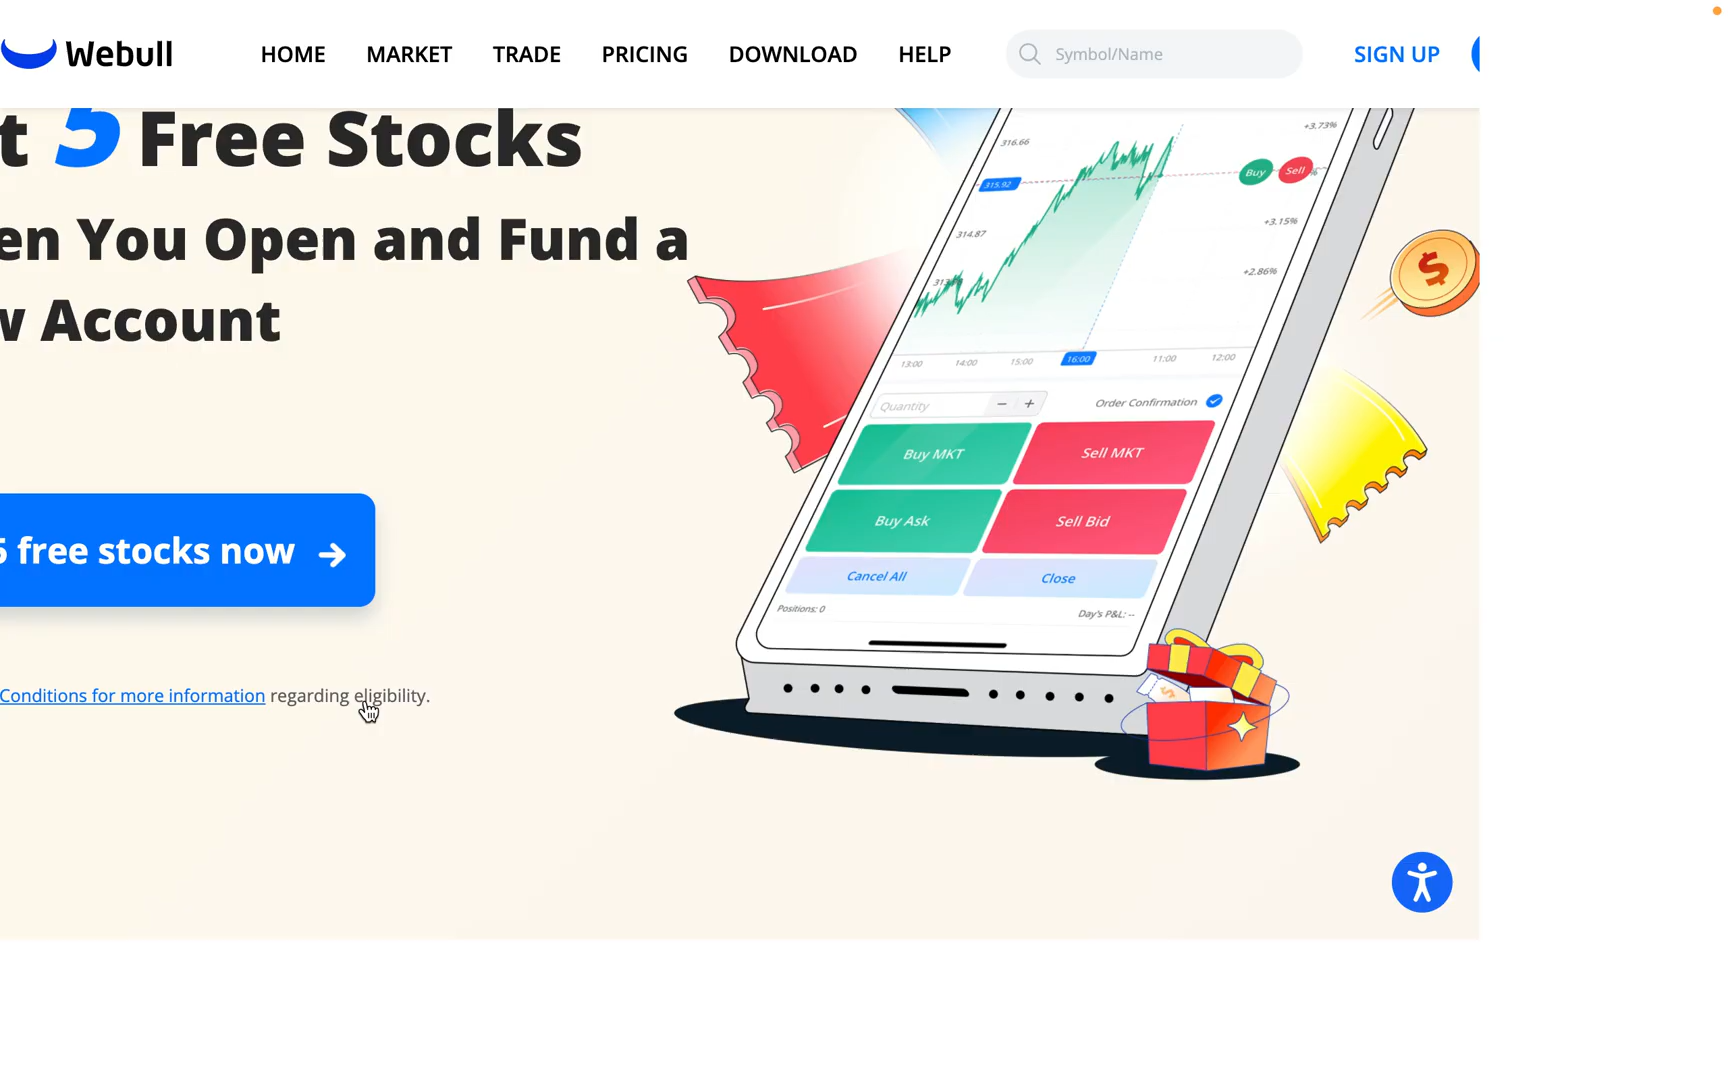 Webull HOME MARKET TRADE PRICING DOWNLOAD HELP Symbol/Name SIGN UP
t 5 Free Stocks
en You Open and Fund a
w Account
5 free stocks now →
Conditions for more information regarding eligibility.
316.66 +3.73%
315.92 Buy Sell %
314.87 +3.15%
+2.86%
13:00 14:00 15:00 16:00 11:00 12:00
Quantity − + Order Confirmation
Buy MKT Sell MKT
Buy Ask Sell Bid
Cancel All Close
Positions: 0 Day's P&L: --
$